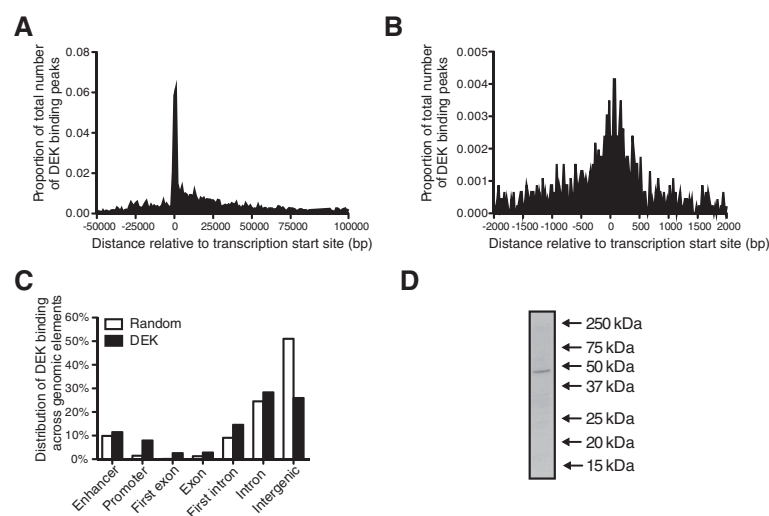 A
Proportion of total number
of DEK binding peaks
0.08
0.06
0.04
0.02
0.00
-50000 -25000 0 25000 50000 75000 100000
Distance relative to transcription start site (bp)
B
Proportion of total number
of DEK binding peaks
0.005
0.004
0.003
0.002
0.001
0.000
-2000 -1500 -1000 -500 0 500 1000 1500 2000
Distance relative to transcription start site (bp)
C
Distribution of DEK binding
across genomic elements
60%
50%
40%
30%
20%
10%
0%
Random
DEK
Enhancer
Promoter
First exon
Exon
First intron
Intron
Intergenic
D
250 kDa
75 kDa
50 kDa
37 kDa
25 kDa
20 kDa
15 kDa